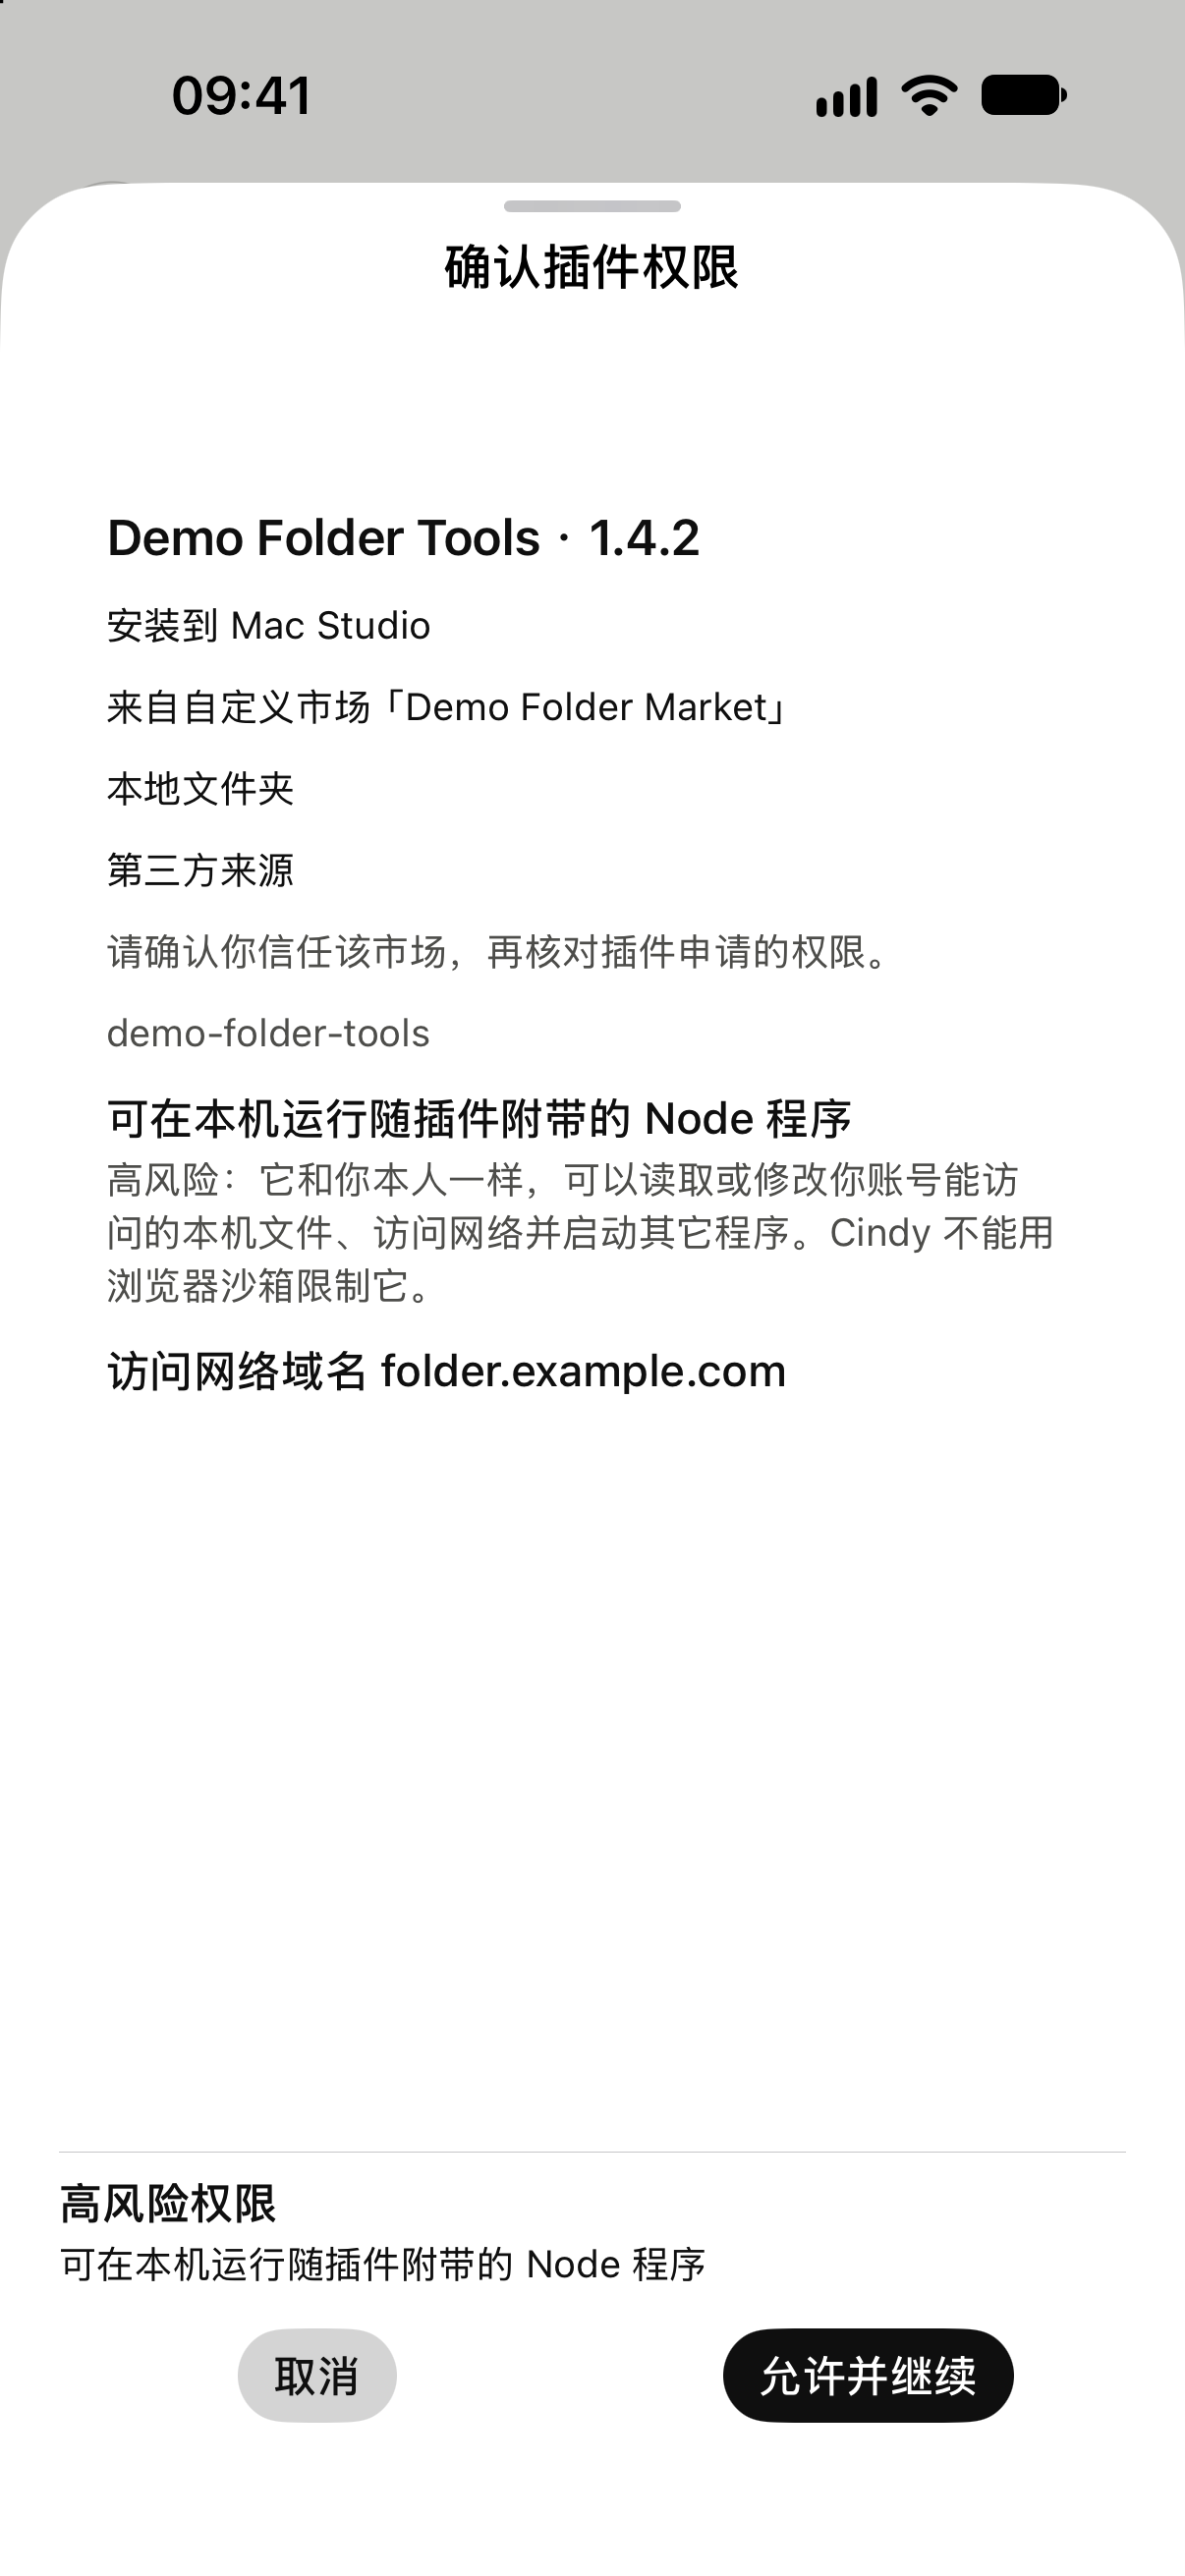 09:41
确认插件权限
Demo Folder Tools · 1.4.2
安装到 Mac Studio
来自自定义市场「Demo Folder Market」
本地文件夹
第三方来源
请确认你信任该市场，再核对插件申请的权限。
demo-folder-tools
可在本机运行随插件附带的 Node 程序
高风险：它和你本人一样，可以读取或修改你账号能访
问的本机文件、访问网络并启动其它程序。Cindy 不能用
浏览器沙箱限制它。
访问网络域名 folder.example.com
高风险权限
可在本机运行随插件附带的 Node 程序
取消
允许并继续